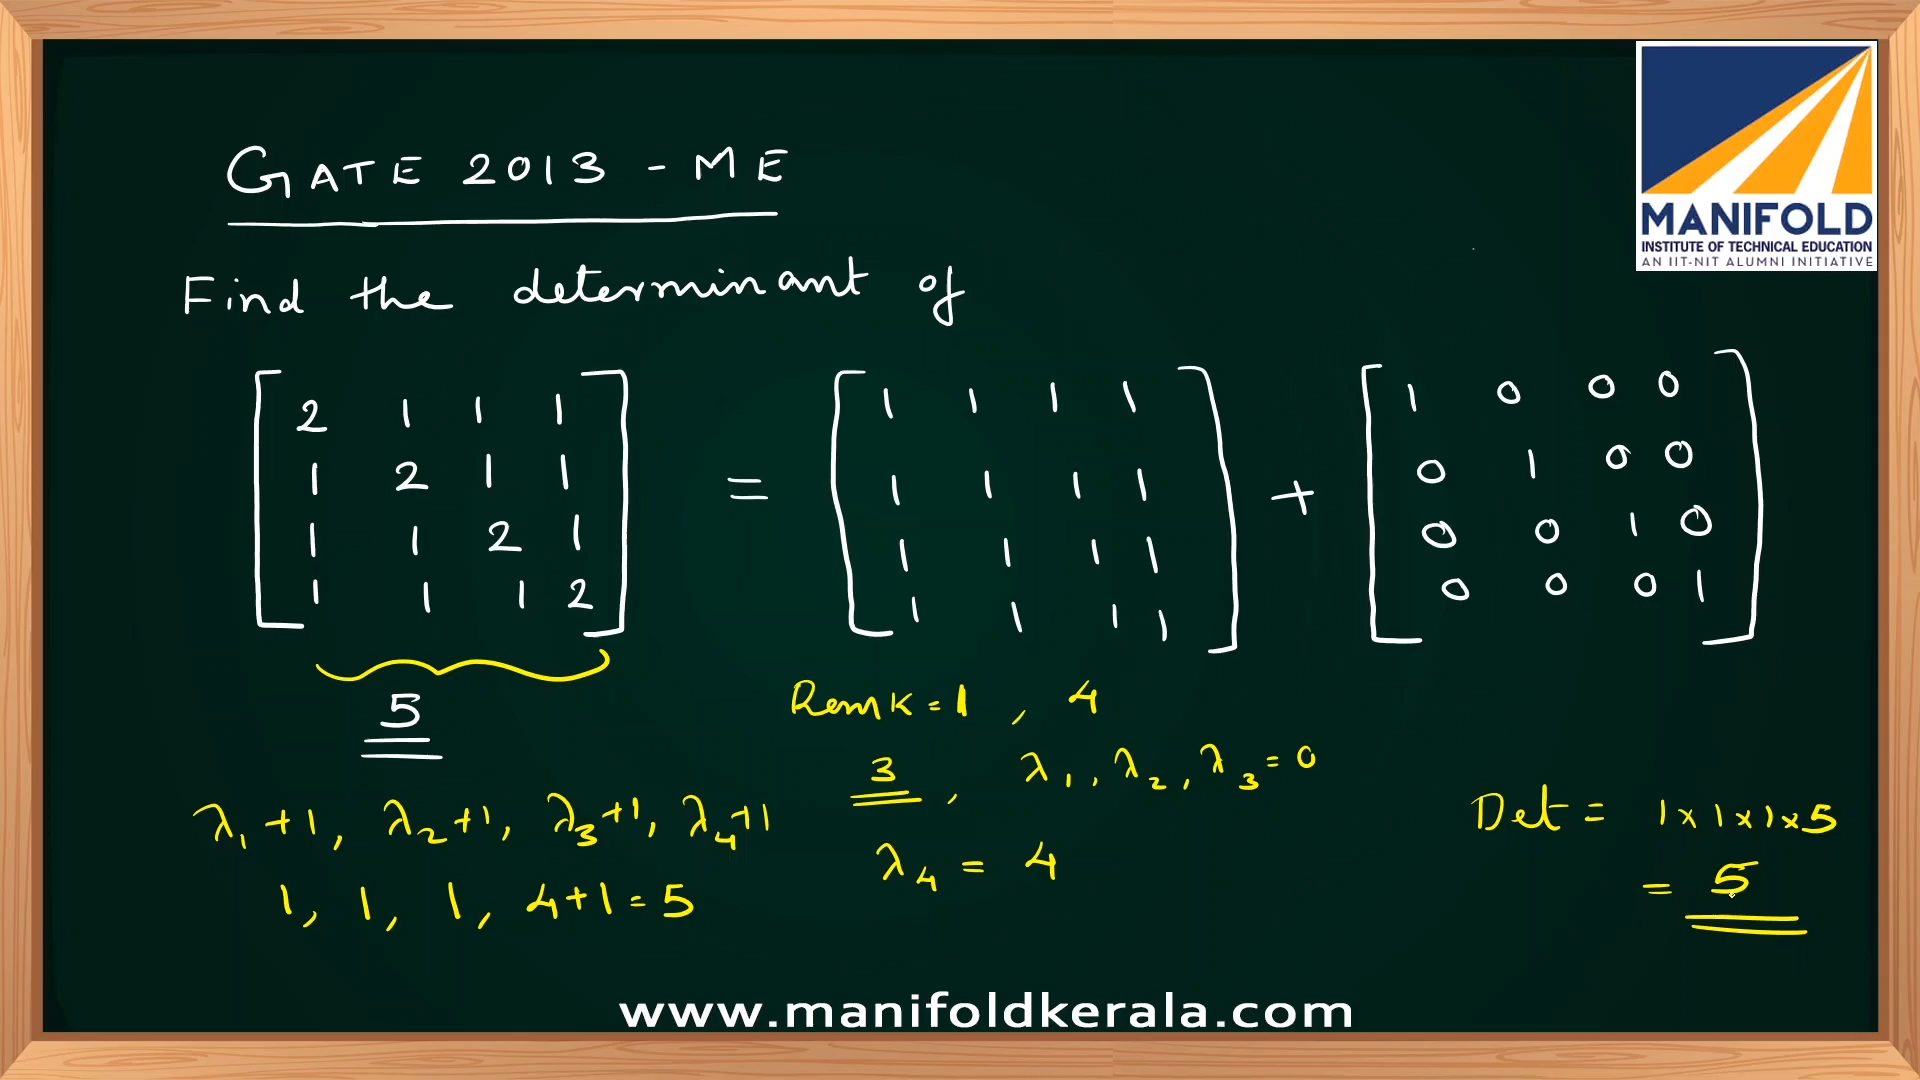 GATE 2013 - ME
MANIFOLD
INSTITUTE OF TECHNICAL EDUCATION
AN IIT-NIT ALUMNI INITIATIVE
Find the determinant of
2 1 1 1 1 1 1 1 1 0 0 0
1 2 1 1 = 1 1 1 1 + 0 1 0 0
1 1 2 1 1 1 1 1 0 0 1 0
1 1 1 2 1 1 1 1 0 0 0 1
5
Rank = 1 , 4
3 , λ1, λ2, λ3 = 0
λ1+1, λ2+1, λ3+1, λ4+1
λ4 = 4
1, 1, 1, 4+1 = 5
Det = 1x1x1x5
= 5
www.manifoldkerala.com